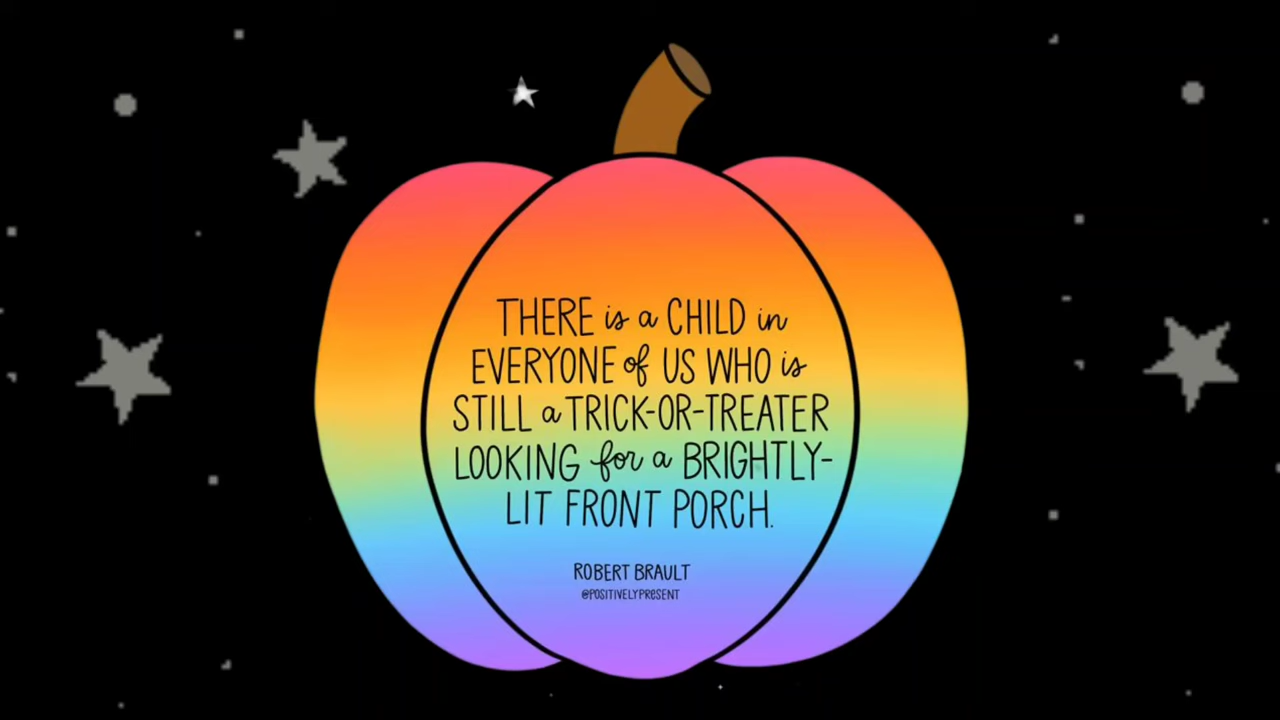 THERE is a CHILD in
EVERYONE of US WHO is
STILL a TRICK-OR-TREATER
LOOKING for a BRIGHTLY-
LIT FRONT PORCH.
ROBERT BRAULT
@POSITIVELYPRESENT